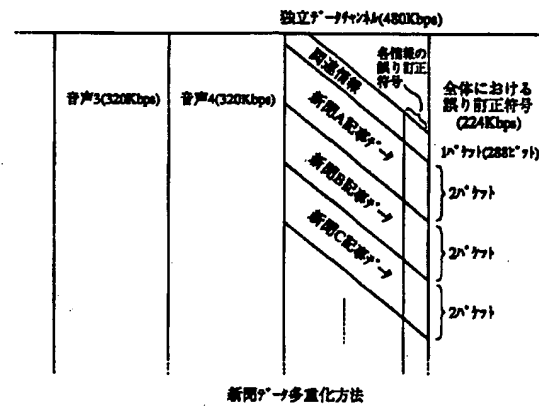 独立データチャンネル(480Kbps)
音声3(320Kbps)
音声4(320Kbps)
関連情報
各情報の
誤り訂正
符号
全体における
誤り訂正符号
(224Kbps)
1パケット(288ビット)
新聞A記事データ
2パケット
新聞B記事データ
2パケット
新聞C記事データ
2パケット
新聞データ多重化方法